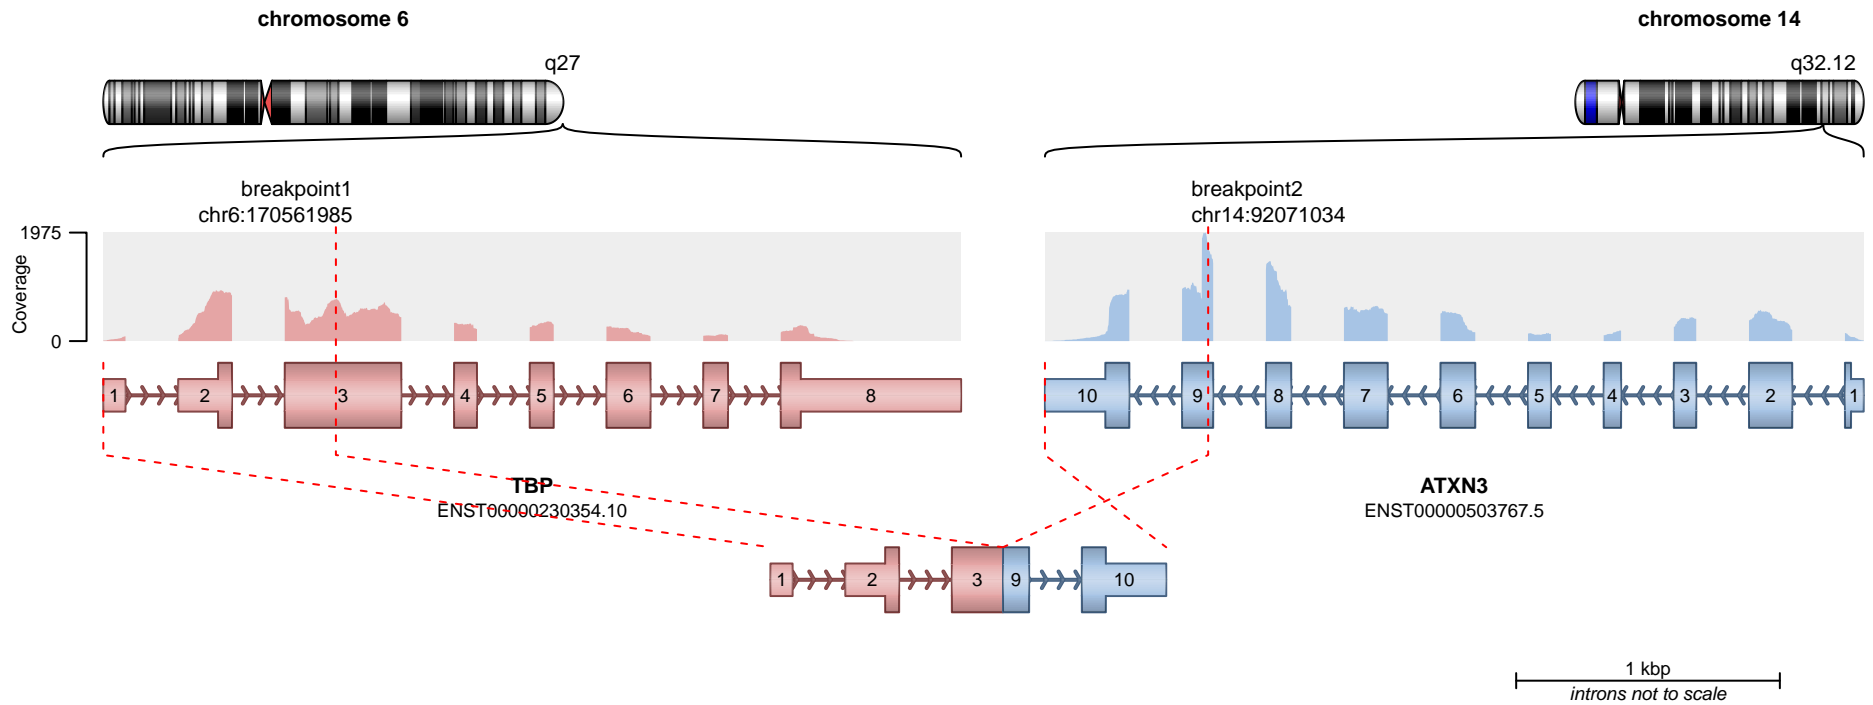 chromosome 6
chromosome 14
q27
q32.12
breakpoint1
chr6:170561985
breakpoint2
chr14:92071034
1975
Coverage
0
1 2 3 4 5 6 7 8
10 9 8 7 6 5 4 3 2 1
TBP
ENST00000230354.10
ATXN3
ENST00000503767.5
1 2 3 9 10
1 kbp
introns not to scale